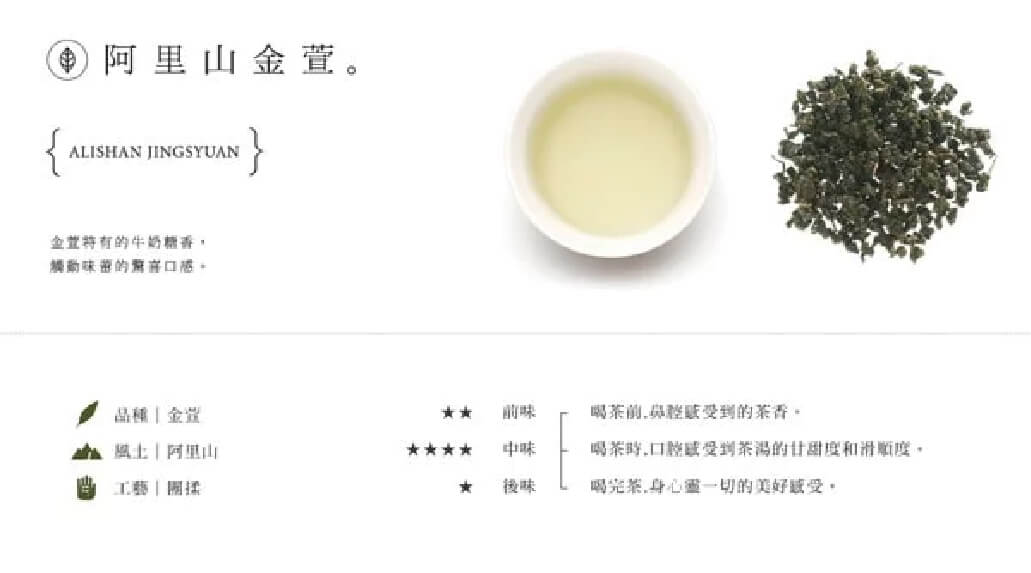 阿里山金萱。
ALISHAN JINGSYUAN
金萱特有的牛奶糖香,
觸動味蕾的驚喜口感。
品種｜金萱
風土｜阿里山
工藝｜團揉
★★ 前味 喝茶前,鼻腔感受到的茶香。
★★★★ 中味 喝茶時,口腔感受到茶湯的甘甜度和滑順度。
★ 後味 喝完茶,身心靈一切的美好感受。